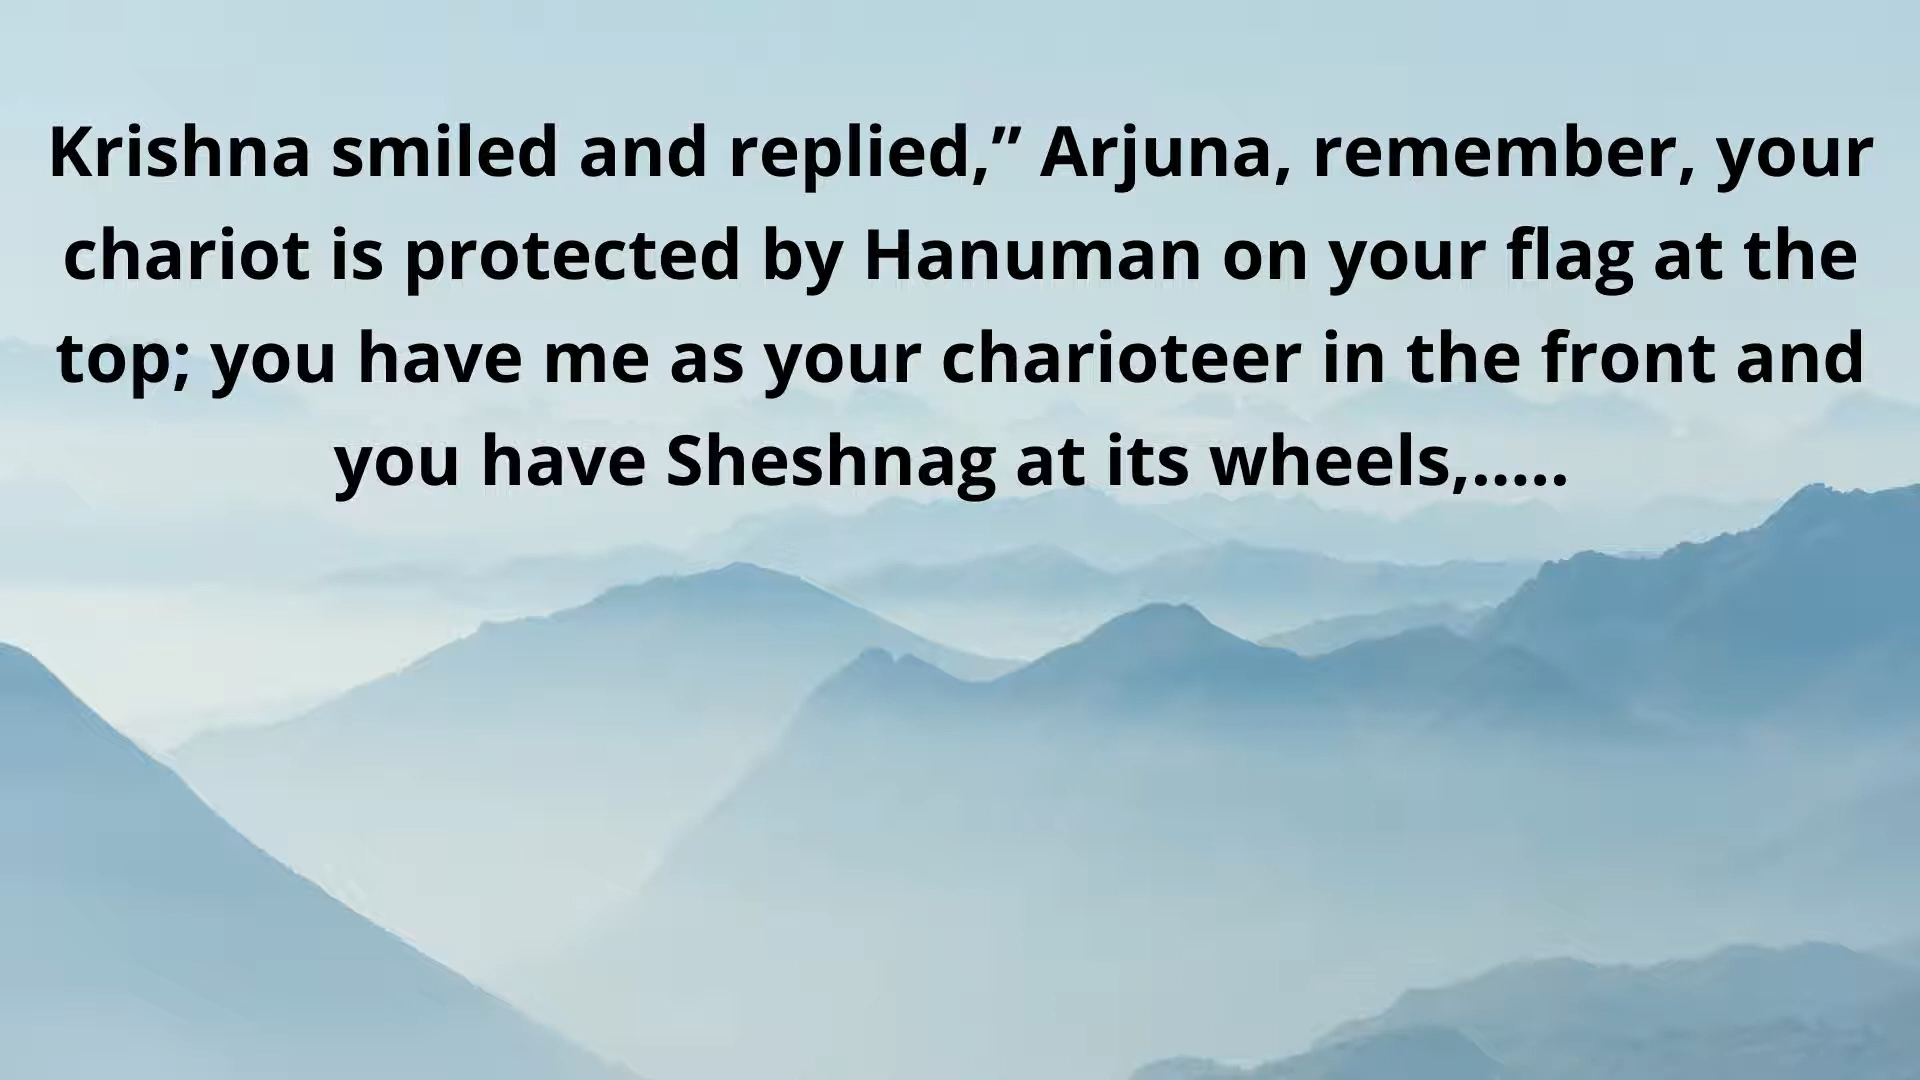 Krishna smiled and replied,” Arjuna, remember, your
chariot is protected by Hanuman on your flag at the
top; you have me as your charioteer in the front and
you have Sheshnag at its wheels,.....